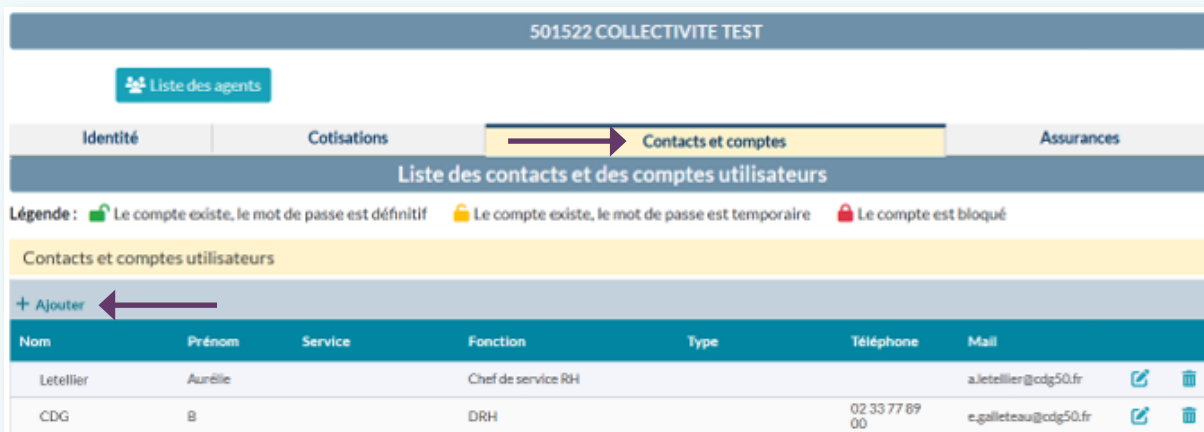 501522 COLLECTIVITE TEST
Liste des agents
Identité Cotisations Contacts et comptes Assurances
Liste des contacts et des comptes utilisateurs
Légende : Le compte existe, le mot de passe est définitif Le compte existe, le mot de passe est temporaire Le compte est bloqué
Contacts et comptes utilisateurs
+ Ajouter
Nom Prénom Service Fonction Type Téléphone Mail
Letellier Aurélie Chef de service RH a.letellier@cdg50.fr
CDG B DRH 02 33 77 89 00 e.galleteau@cdg50.fr